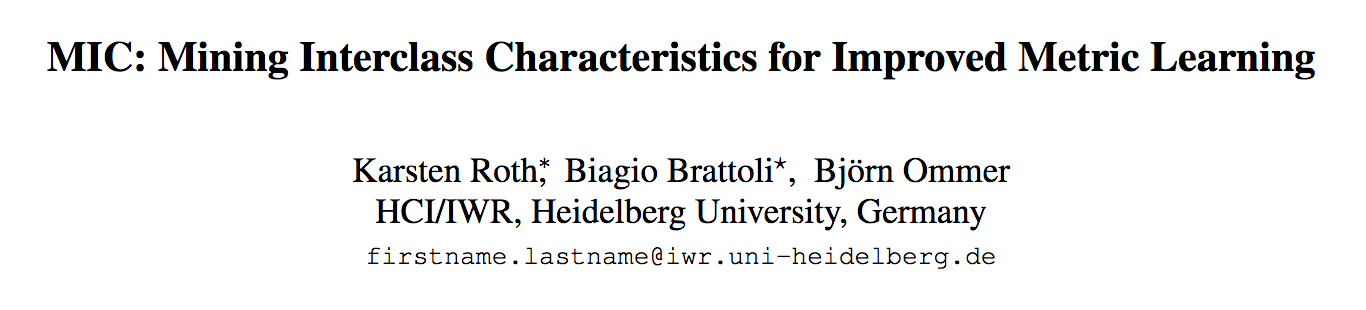 MIC: Mining Interclass Characteristics for Improved Metric Learning
Karsten Roth,* Biagio Brattoli⋆, Björn Ommer
HCI/IWR, Heidelberg University, Germany
firstname.lastname@iwr.uni-heidelberg.de